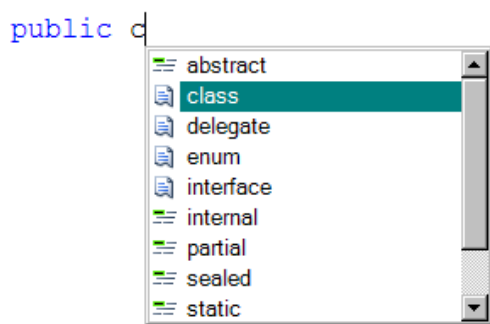 public c
abstract
class
delegate
enum
interface
internal
partial
sealed
static